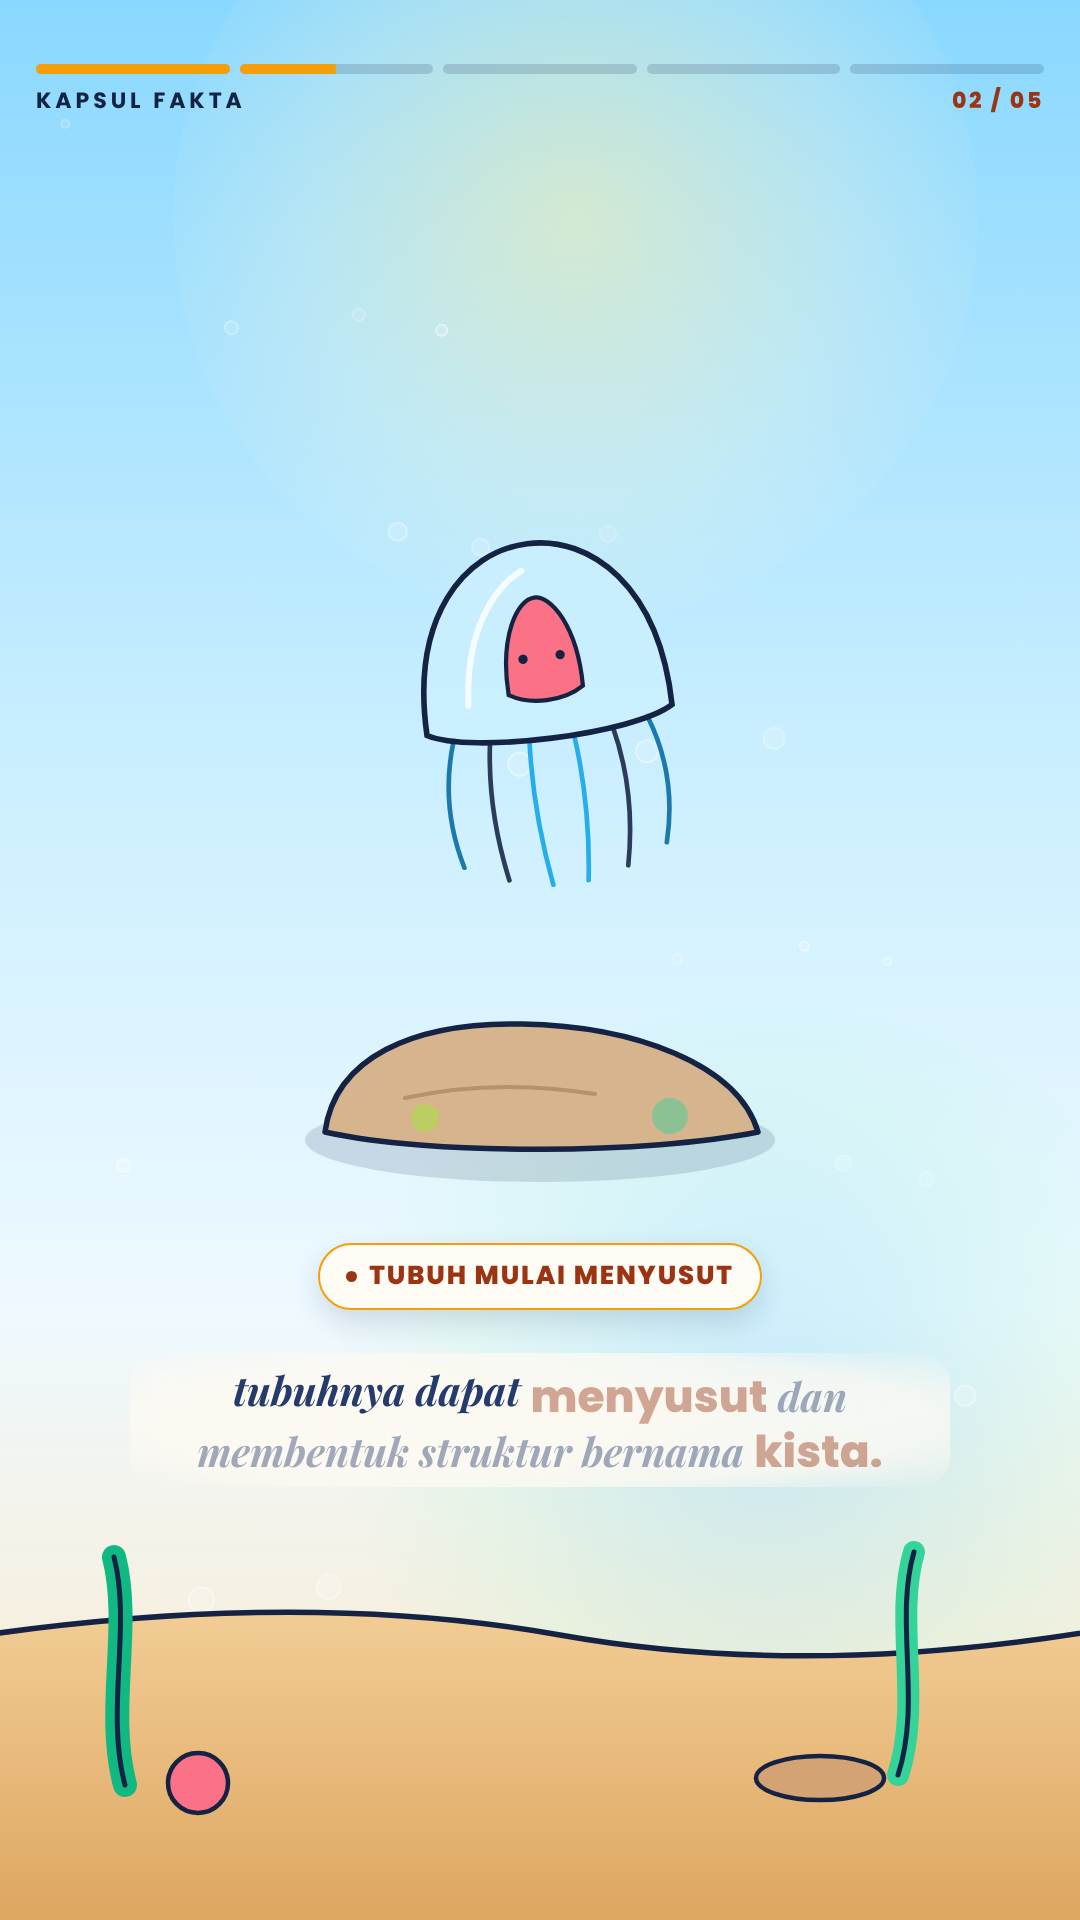 KAPSUL FAKTA
02 / 05
TUBUH MULAI MENYUSUT
tubuhnya dapat menyusut dan
membentuk struktur bernama kista.